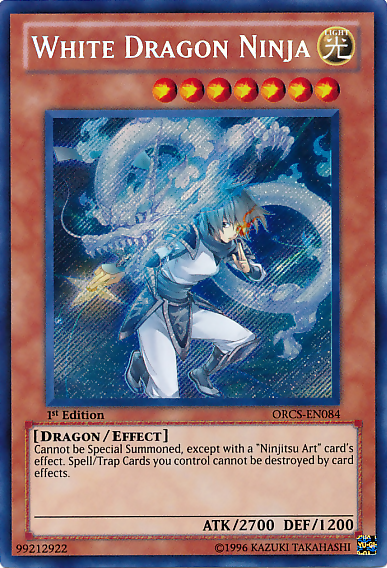 WHITE DRAGON NINJA
LIGHT
光
1st Edition
ORCS-EN084
[DRAGON/EFFECT]
Cannot be Special Summoned, except with a "Ninjitsu Art" card's
effect. Spell/Trap Cards you control cannot be destroyed by card
effects.
ATK/2700 DEF/1200
99212922
©1996 KAZUKI TAKAHASHI